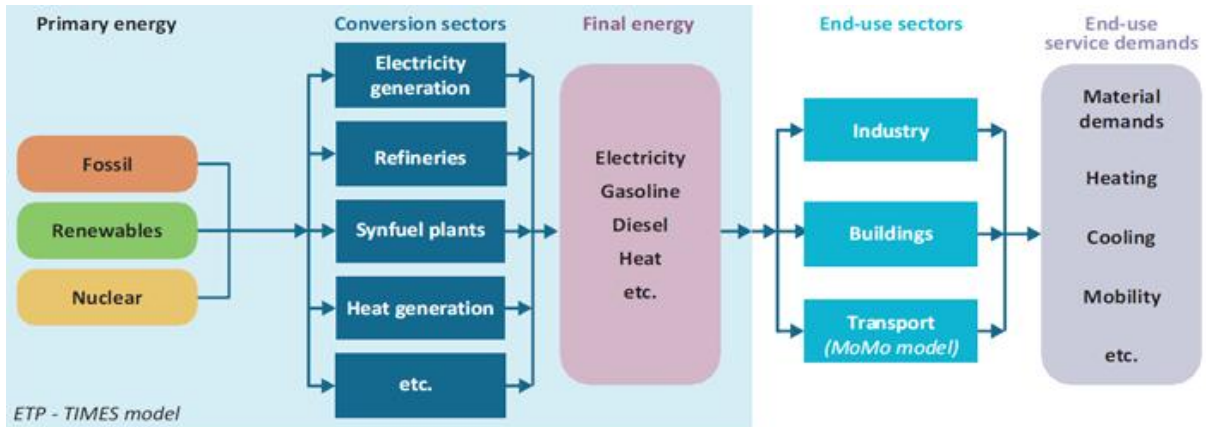 Primary energy
Conversion sectors
Final energy
End-use sectors
End-use
service demands
Fossil
Renewables
Nuclear
Electricity
generation
Refineries
Synfuel plants
Heat generation
etc.
Electricity
Gasoline
Diesel
Heat
etc.
Industry
Buildings
Transport
(MoMo model)
Material
demands
Heating
Cooling
Mobility
etc.
ETP - TIMES model